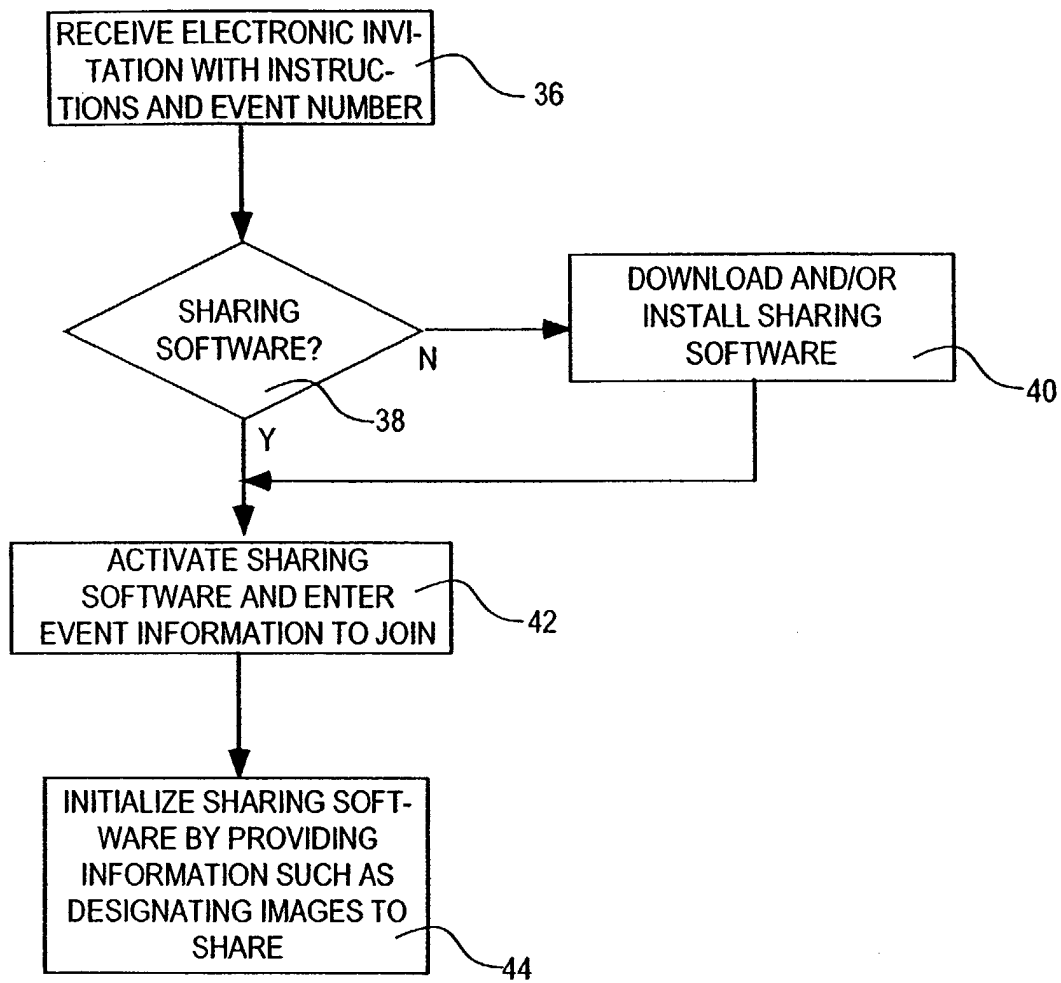 RECEIVE ELECTRONIC INVI-
TATION WITH INSTRUC-
TIONS AND EVENT NUMBER
36
SHARING
SOFTWARE?
N
38
Y
DOWNLOAD AND/OR
INSTALL SHARING
SOFTWARE
40
ACTIVATE SHARING
SOFTWARE AND ENTER
EVENT INFORMATION TO JOIN
42
INITIALIZE SHARING SOFT-
WARE BY PROVIDING
INFORMATION SUCH AS
DESIGNATING IMAGES TO
SHARE
44